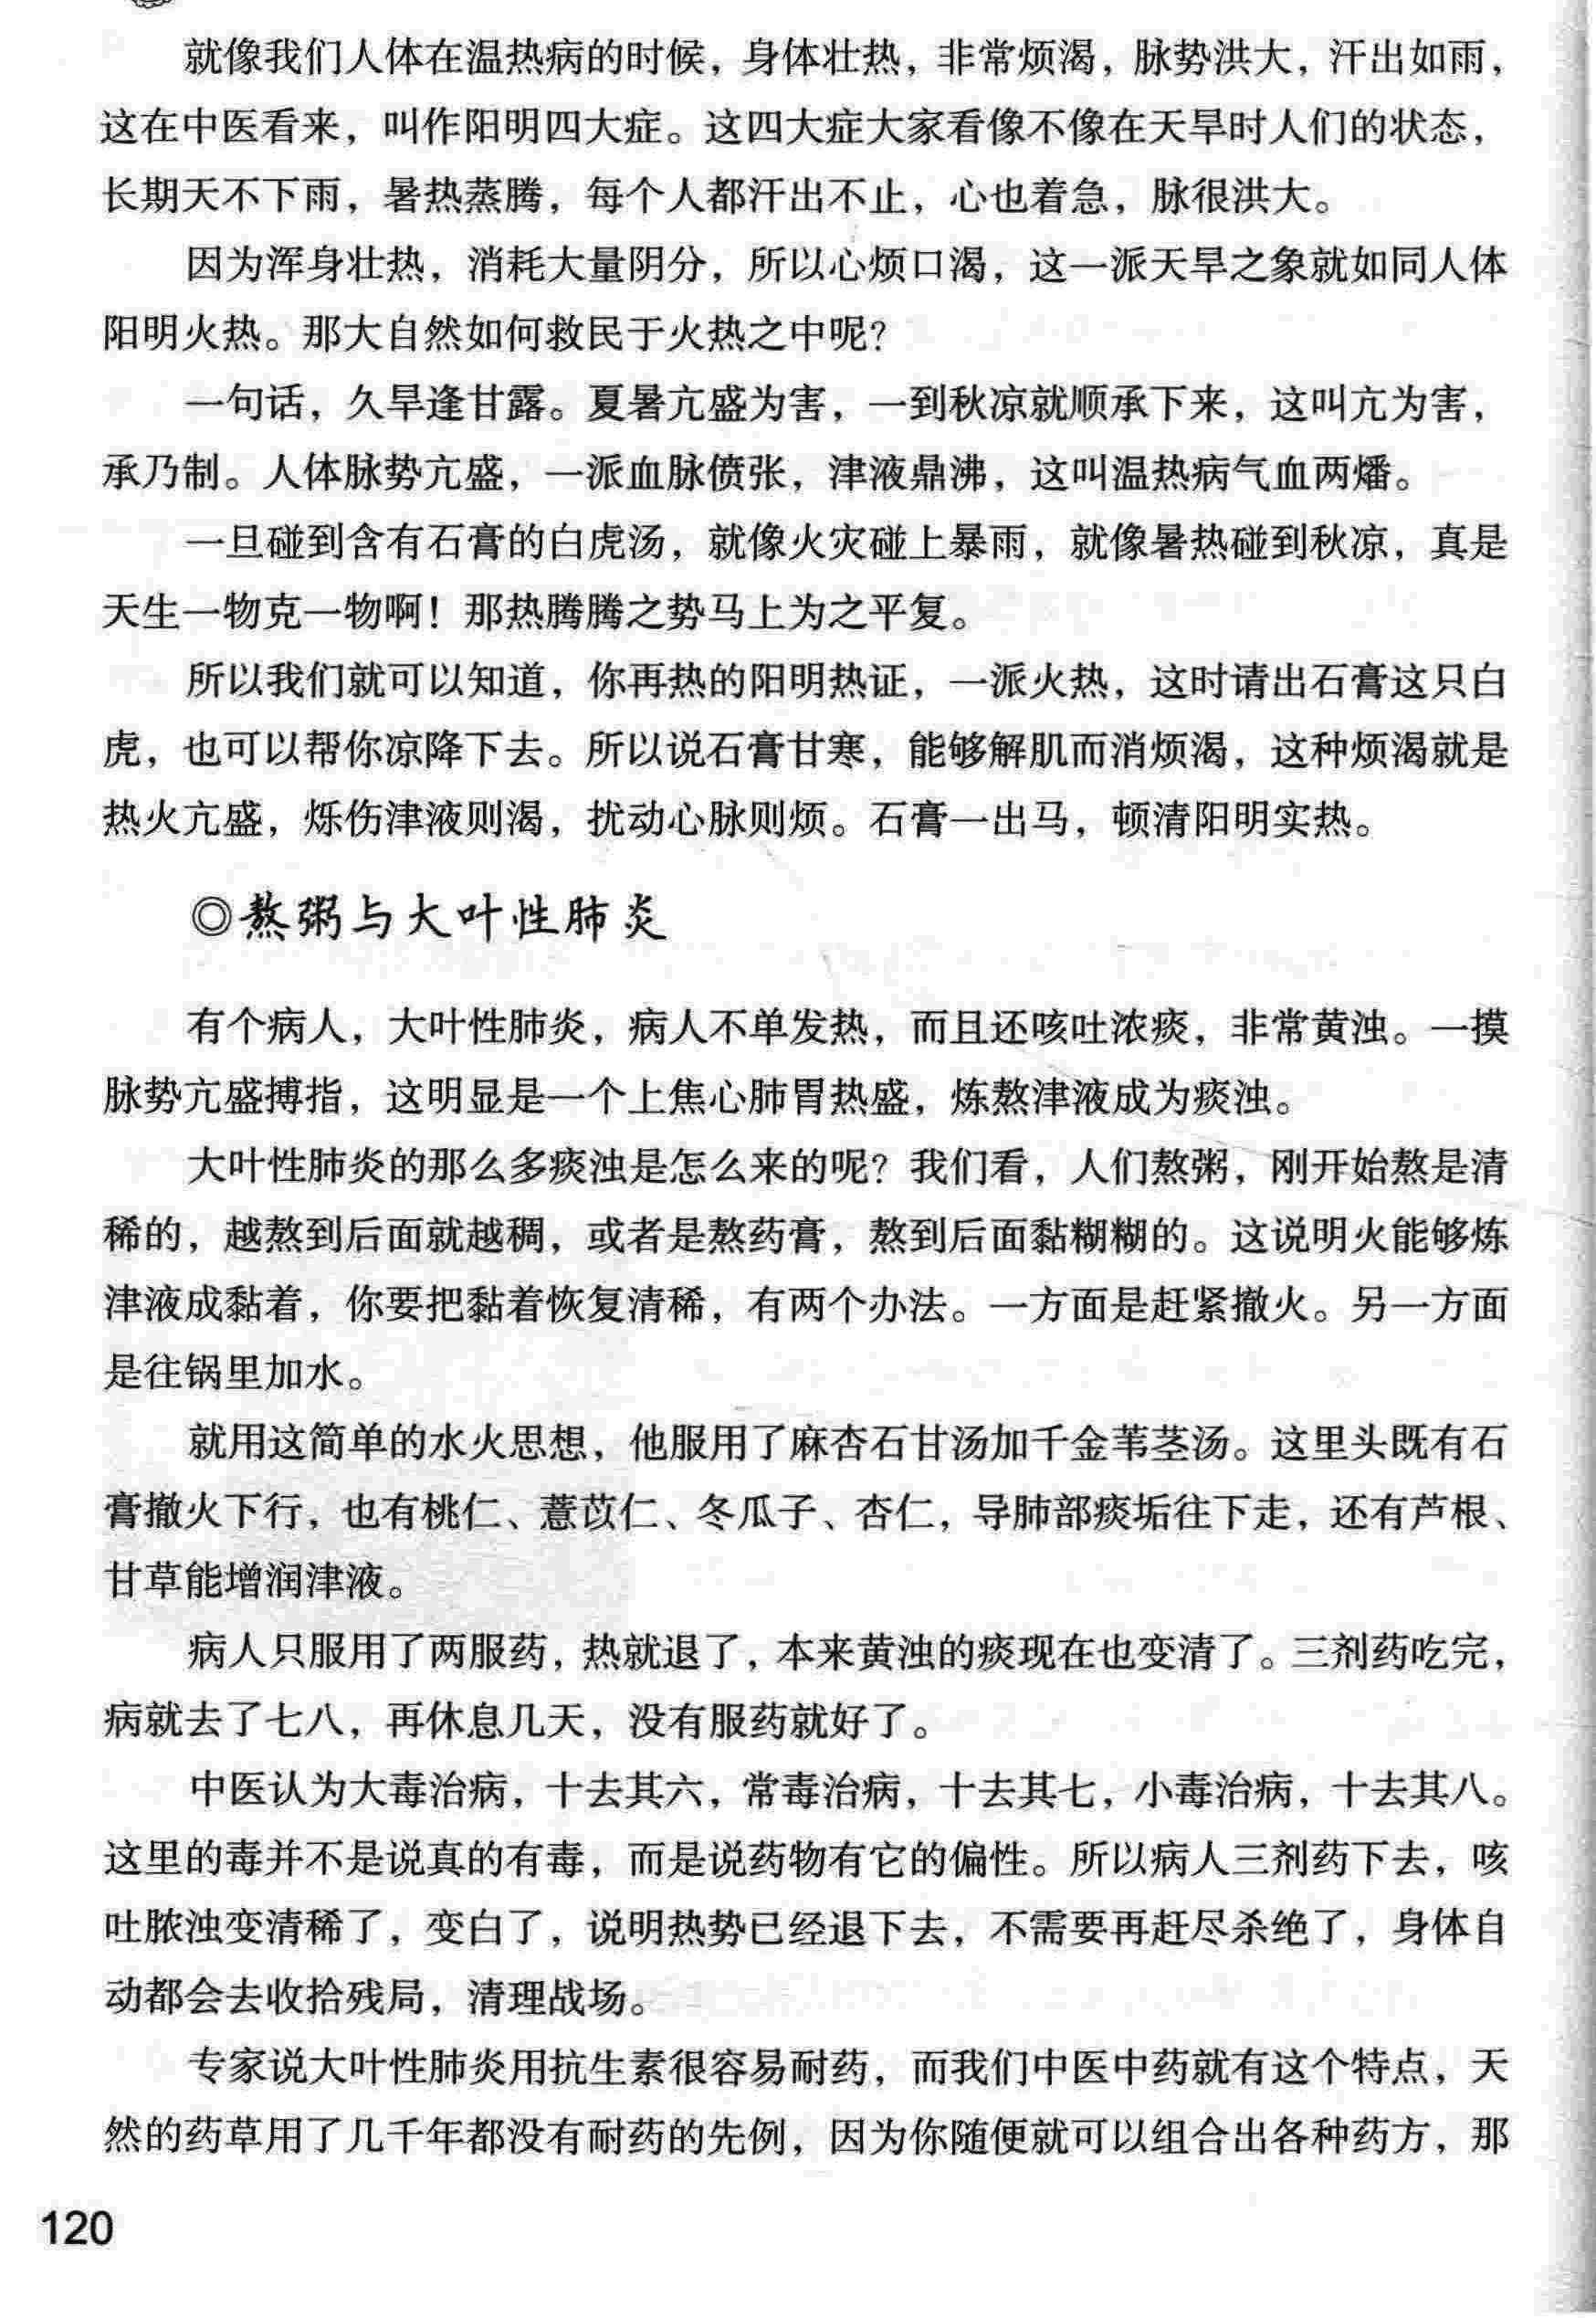 就像我们人体在温热病的时候，身体壮热，非常烦渴，脉势洪大，汗出如雨，
这在中医看来，叫作阳明四大症。这四大症大家看像不像在天旱时人们的状态，
长期天不下雨，暑热蒸腾，每个人都汗出不止，心也着急，脉很洪大。
因为浑身壮热，消耗大量阴分，所以心烦口渴，这一派天旱之象就如同人体
阳明火热。那大自然如何救民于火热之中呢？
一句话，久旱逢甘露。夏暑亢盛为害，一到秋凉就顺承下来，这叫亢为害，
承乃制。人体脉势亢盛，一派血脉偾张，津液鼎沸，这叫温热病气血两燔。
一旦碰到含有石膏的白虎汤，就像火灾碰上暴雨，就像暑热碰到秋凉，真是
天生一物克一物啊！那热腾腾之势马上为之平复。
所以我们就可以知道，你再热的阳明热证，一派火热，这时请出石膏这只白
虎，也可以帮你凉降下去。所以说石膏甘寒，能够解肌而消烦渴，这种烦渴就是
热火亢盛，烁伤津液则渴，扰动心脉则烦。石膏一出马，顿清阳明实热。
◎熬粥与大叶性肺炎
有个病人，大叶性肺炎，病人不单发热，而且还咳吐浓痰，非常黄浊。一摸
脉势亢盛搏指，这明显是一个上焦心肺胃热盛，炼熬津液成为痰浊。
大叶性肺炎的那么多痰浊是怎么来的呢？我们看，人们熬粥，刚开始熬是清
稀的，越熬到后面就越稠，或者是熬药膏，熬到后面黏糊糊的。这说明火能够炼
津液成黏着，你要把黏着恢复清稀，有两个办法。一方面是赶紧撤火。另一方面
是往锅里加水。
就用这简单的水火思想，他服用了麻杏石甘汤加千金苇茎汤。这里头既有石
膏撤火下行，也有桃仁、薏苡仁、冬瓜子、杏仁，导肺部痰垢往下走，还有芦根、
甘草能增润津液。
病人只服用了两服药，热就退了，本来黄浊的痰现在也变清了。三剂药吃完，
病就去了七八，再休息几天，没有服药就好了。
中医认为大毒治病，十去其六，常毒治病，十去其七，小毒治病，十去其八。
这里的毒并不是说真的有毒，而是说药物有它的偏性。所以病人三剂药下去，咳
吐脓浊变清稀了，变白了，说明热势已经退下去，不需要再赶尽杀绝了，身体自
动都会去收拾残局，清理战场。
专家说大叶性肺炎用抗生素很容易耐药，而我们中医中药就有这个特点，天
然的药草用了几千年都没有耐药的先例，因为你随便就可以组合出各种药方，那
120